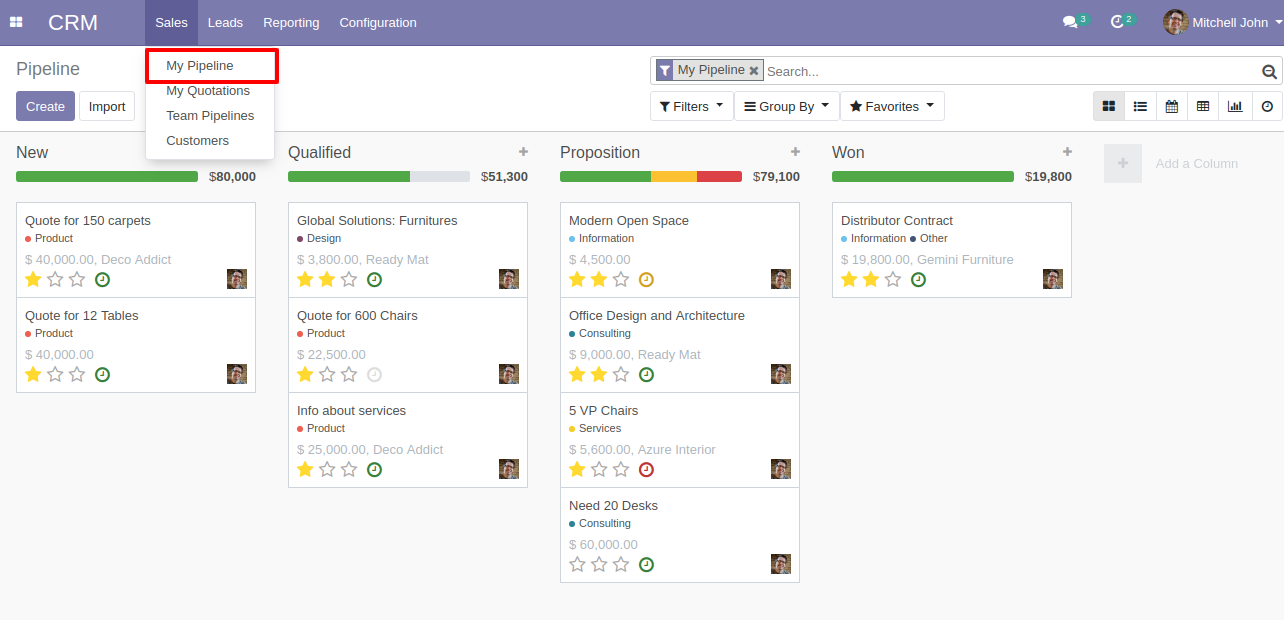 CRM
Sales
Leads
Reporting
Configuration
3
2
Mitchell John
Pipeline
My Pipeline
My Pipeline
Search...
Create
Import
My Quotations
Team Pipelines
Customers
Filters
Group By
Favorites
New
$80,000
Quote for 150 carpets
Product
$ 40,000.00, Deco Addict
Quote for 12 Tables
Product
$ 40,000.00
Qualified
$51,300
Global Solutions: Furnitures
Design
$ 3,800.00, Ready Mat
Quote for 600 Chairs
Product
$ 22,500.00
Info about services
Product
$ 25,000.00, Deco Addict
Proposition
$79,100
Modern Open Space
Information
$ 4,500.00
Office Design and Architecture
Consulting
$ 9,000.00, Ready Mat
5 VP Chairs
Services
$ 5,600.00, Azure Interior
Need 20 Desks
Consulting
$ 60,000.00
Won
$19,800
Distributor Contract
Information Other
$ 19,800.00, Gemini Furniture
Add a Column